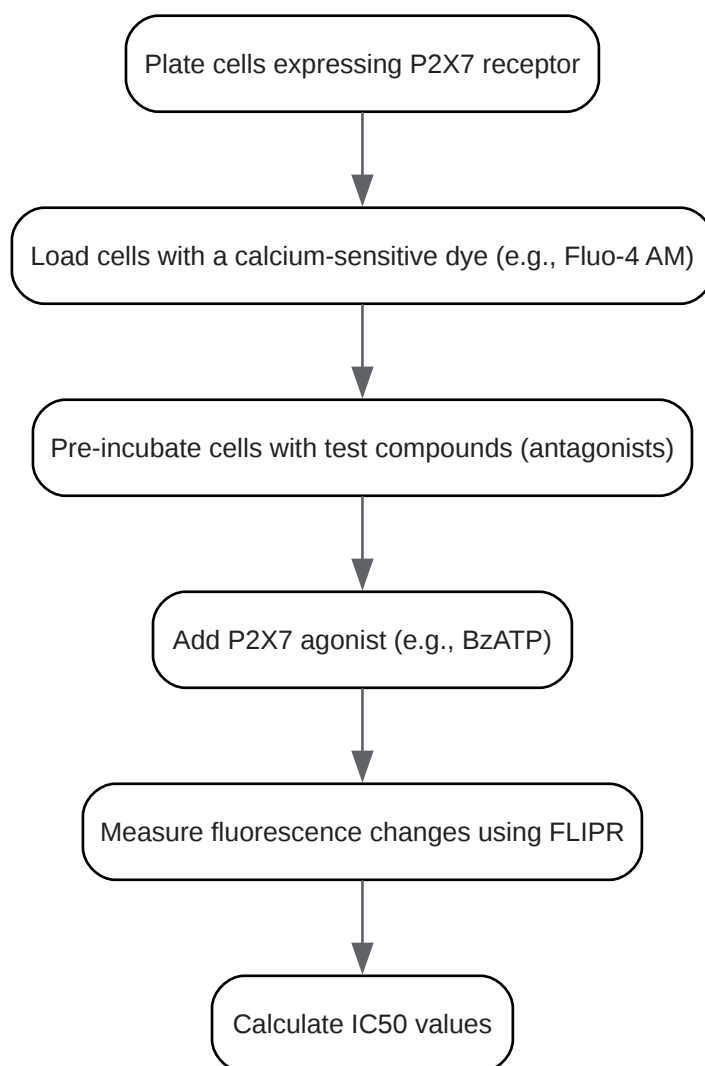 Plate cells expressing P2X7 receptor
Load cells with a calcium-sensitive dye (e.g., Fluo-4 AM)
Pre-incubate cells with test compounds (antagonists)
Add P2X7 agonist (e.g., BzATP)
Measure fluorescence changes using FLIPR
Calculate IC50 values